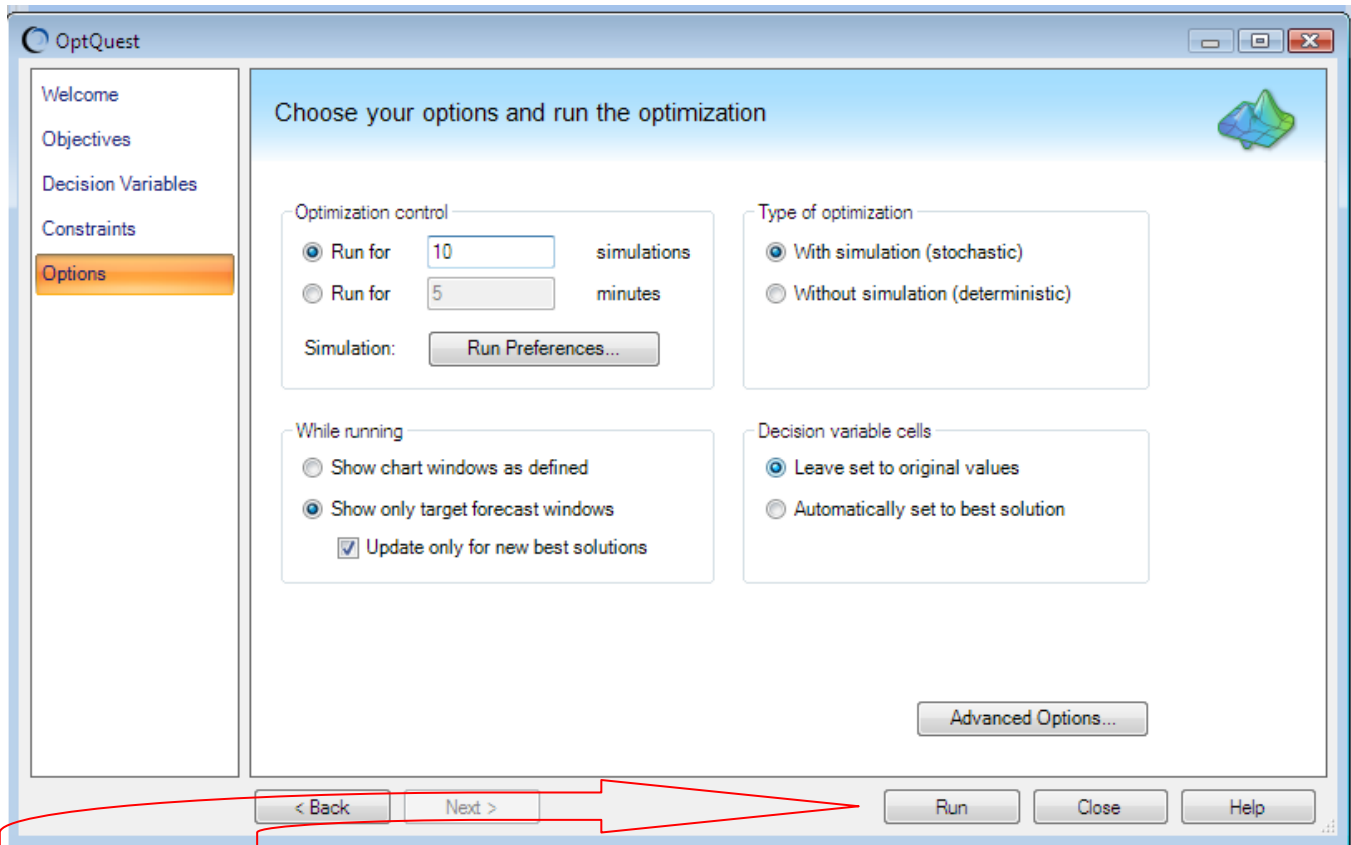 OptQuest
Welcome
Objectives
Decision Variables
Constraints
Options
Choose your options and run the optimization
Optimization control
Run for 10 simulations
Run for 5 minutes
Simulation: Run Preferences...
Type of optimization
With simulation (stochastic)
Without simulation (deterministic)
While running
Show chart windows as defined
Show only target forecast windows
Update only for new best solutions
Decision variable cells
Leave set to original values
Automatically set to best solution
Advanced Options...
< Back Next > Run Close Help